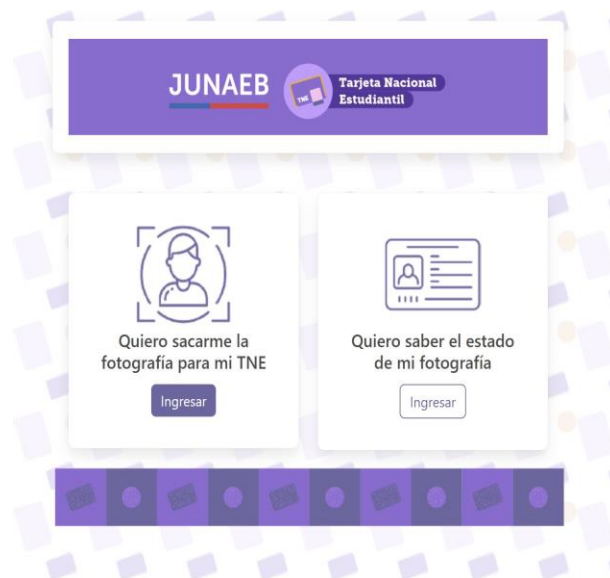 JUNAEB
TNE
Tarjeta Nacional
Estudiantil
Quiero sacarme la
fotografía para mi TNE
Ingresar
Quiero saber el estado
de mi fotografía
Ingresar